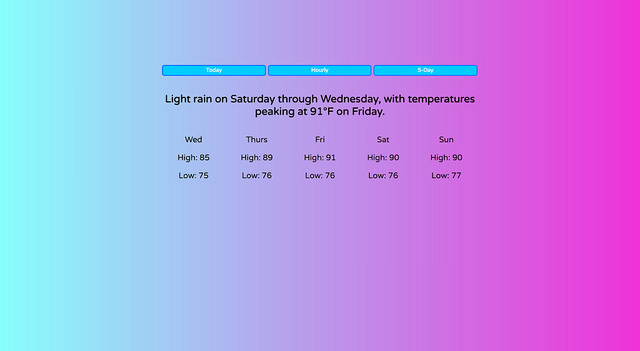 Today Hourly 5-Day
Light rain on Saturday through Wednesday, with temperatures
peaking at 91°F on Friday.
Wed Thurs Fri Sat Sun
High: 85 High: 89 High: 91 High: 90 High: 90
Low: 75 Low: 76 Low: 76 Low: 76 Low: 77